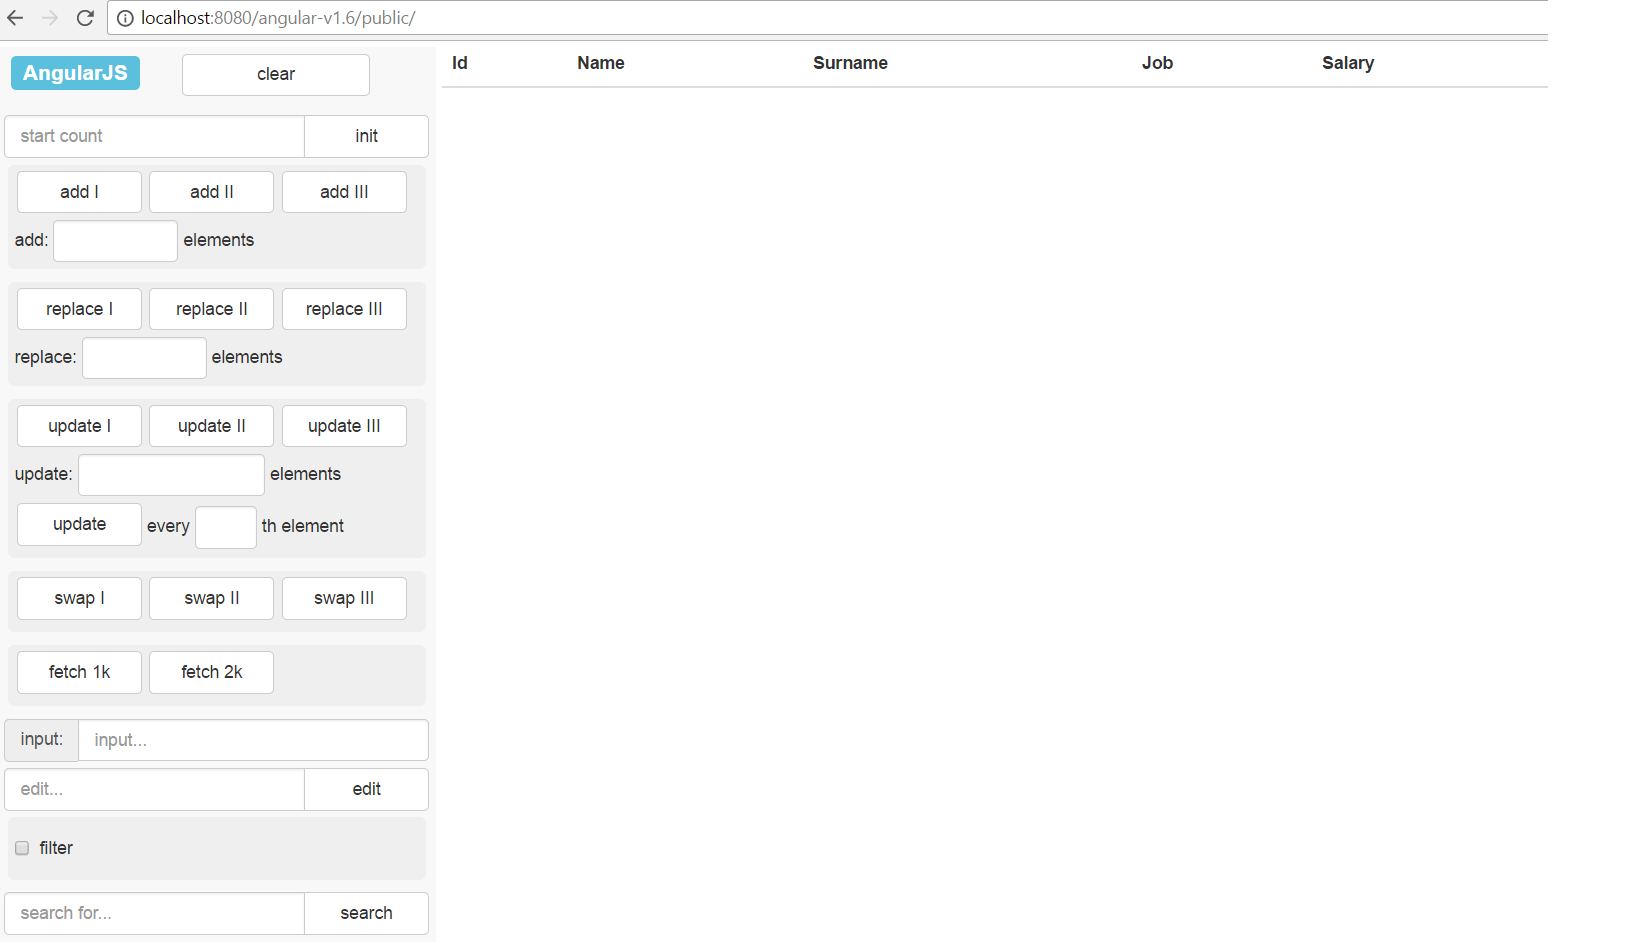 localhost:8080/angular-v1.6/public/
AngularJS clear
Id Name Surname Job Salary
start count init
add I add II add III
add: elements
replace I replace II replace III
replace: elements
update I update II update III
update: elements
update every th element
swap I swap II swap III
fetch 1k fetch 2k
input: input...
edit... edit
filter
search for... search